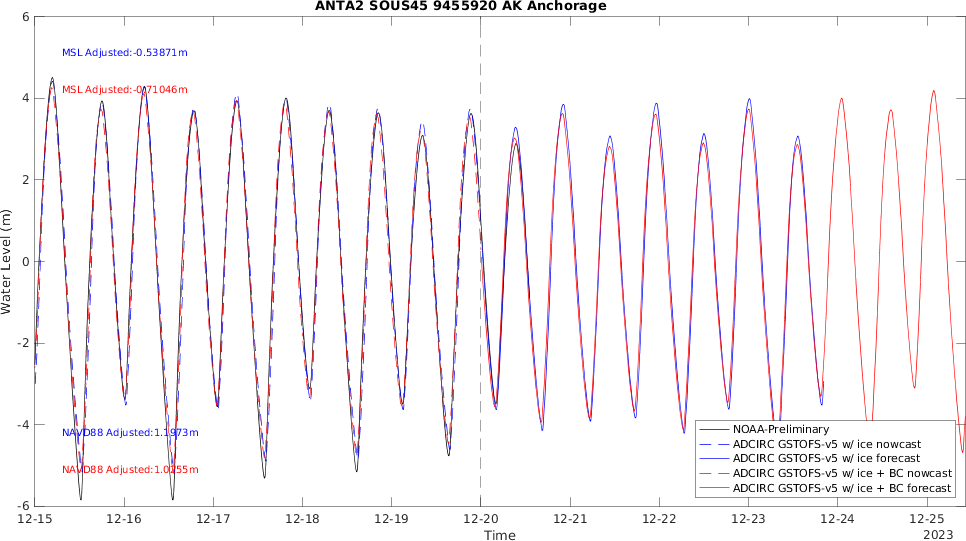 ANTA2 SOUS45 9455920 AK Anchorage
6
MSL Adjusted:-0.53871m
MSL Adjusted:-0.71046m
4
2
0
-2
-4
-6
Water Level (m)
NAVD88 Adjusted:1.1973m
NAVD88 Adjusted:1.0255m
NOAA-Preliminary
ADCIRC GSTOFS-v5 w/ ice nowcast
ADCIRC GSTOFS-v5 w/ ice forecast
ADCIRC GSTOFS-v5 w/ ice + BC nowcast
ADCIRC GSTOFS-v5 w/ ice + BC forecast
12-15 12-16 12-17 12-18 12-19 12-20 12-21 12-22 12-23 12-24 12-25
Time
2023